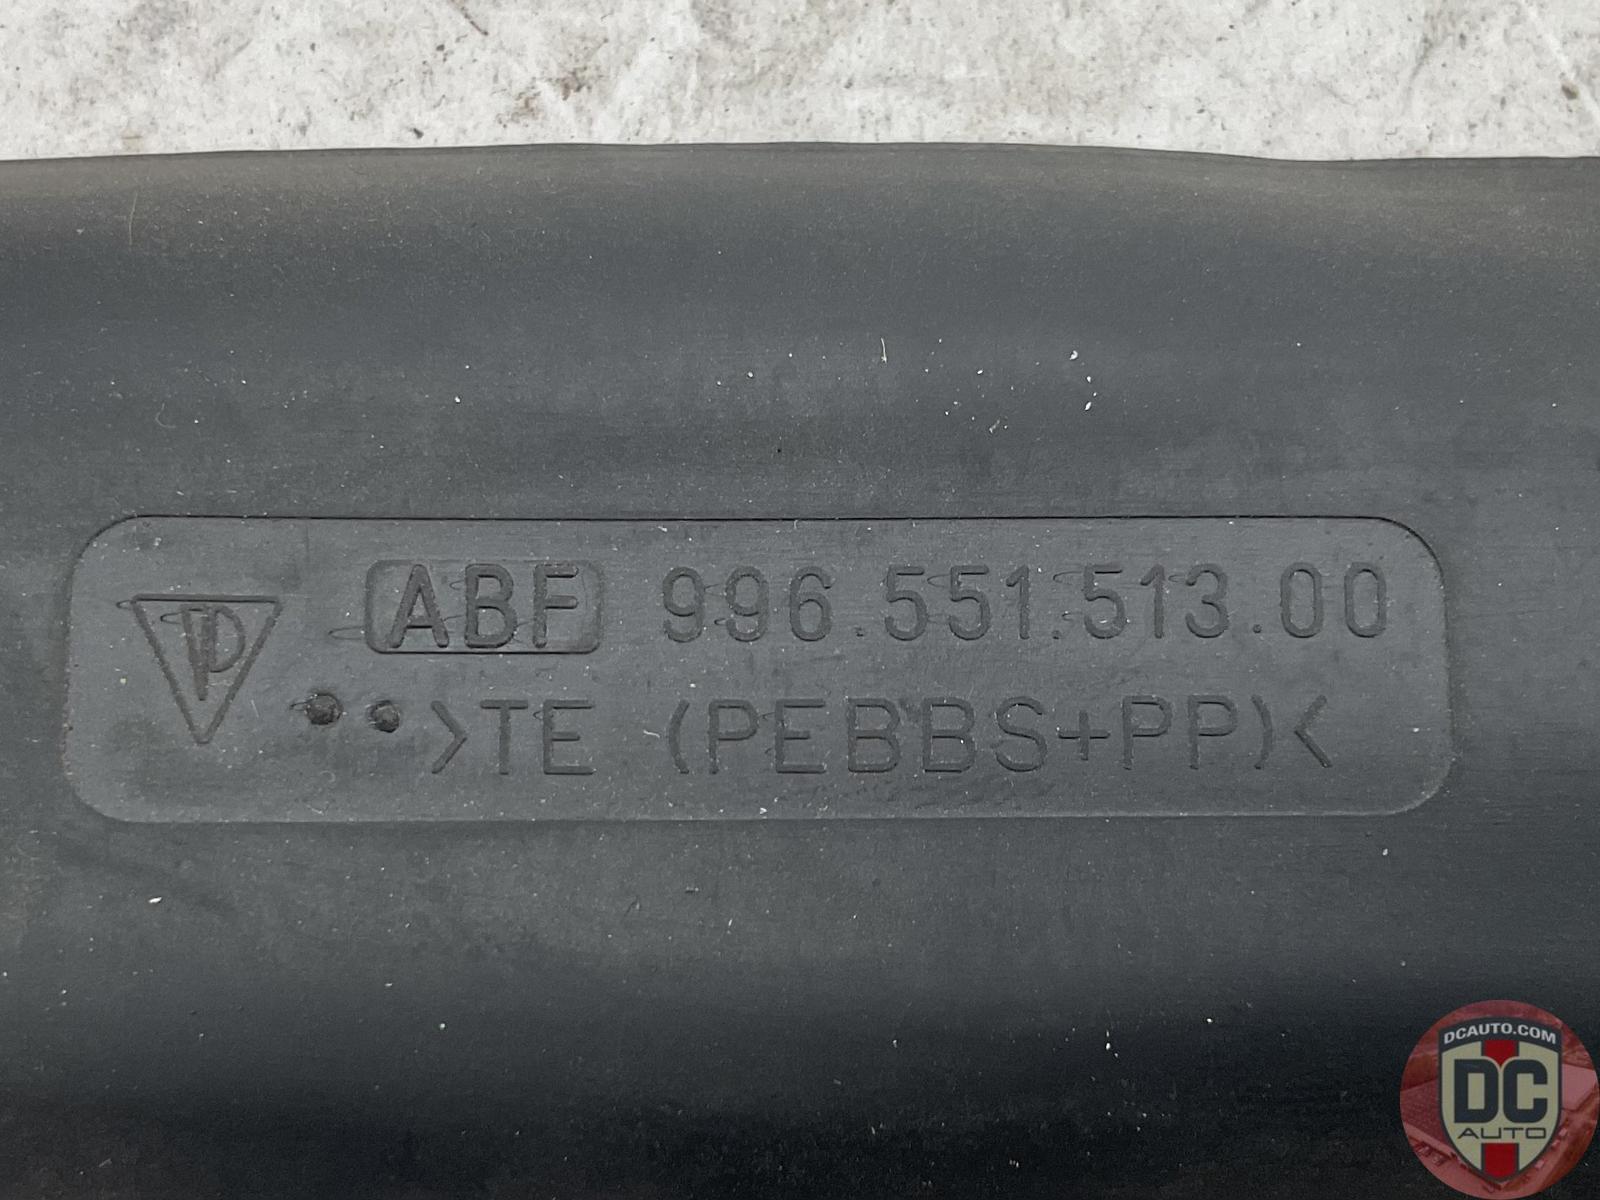 ABF 996.551.513.00
>TE (PEBBS+PP)<
DCAUTO.COM
DC
AUTO